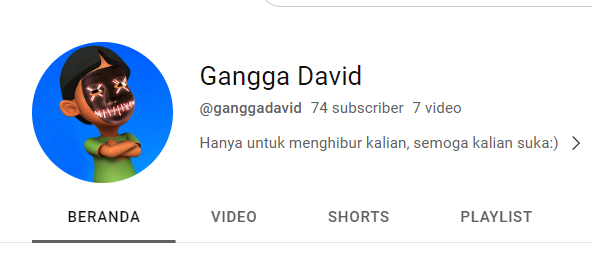 Gangga David
@ganggadavid 74 subscriber 7 video
Hanya untuk menghibur kalian, semoga kalian suka:)
BERANDA VIDEO SHORTS PLAYLIST